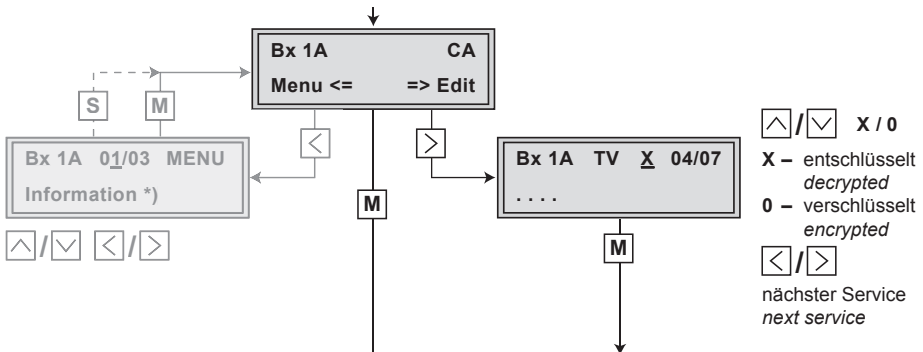 Bx 1A CA
Menu <= => Edit
S M
< >
Bx 1A 01/03 MENU
Information *)
/ /
M
Bx 1A TV X 04/07
. . . .
M
/ X / 0
X – entschlüsselt
decrypted
0 – verschlüsselt
encrypted
< / >
nächster Service
next service